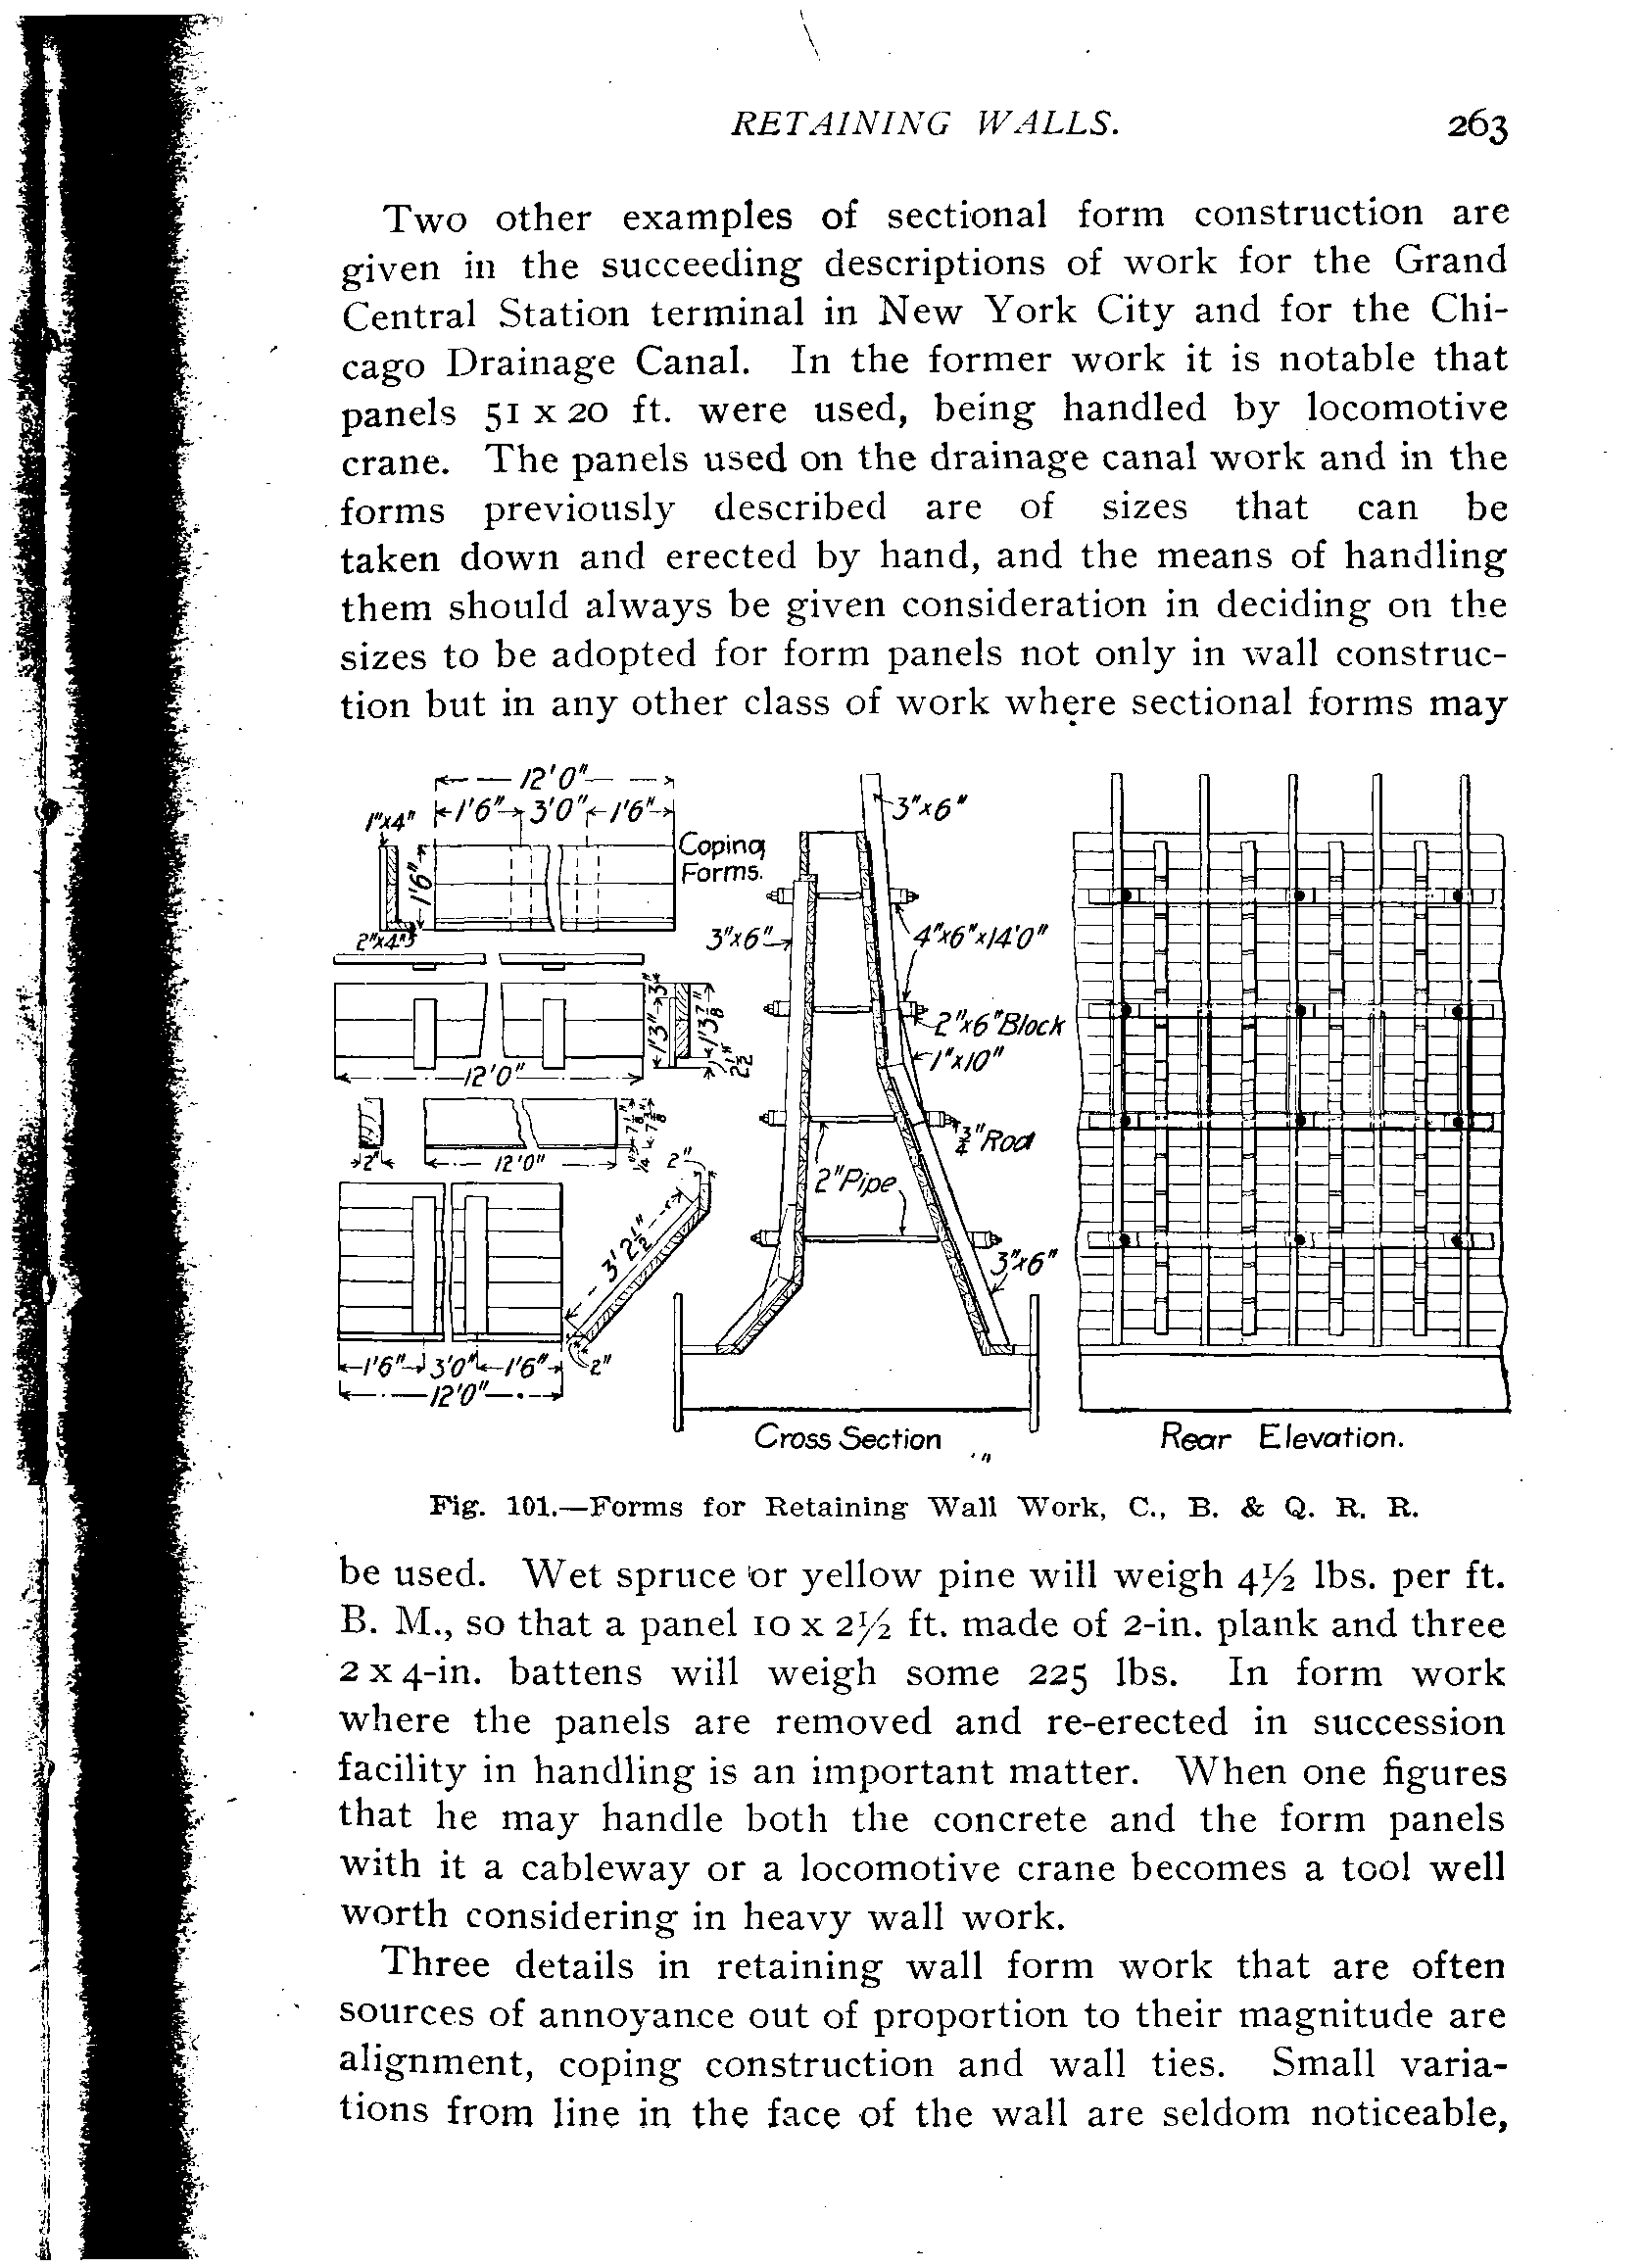 RETAINING WALLS. 263
Two other examples of sectional form construction are
given in the succeeding descriptions of work for the Grand
Central Station terminal in New York City and for the Chi-
cago Drainage Canal. In the former work it is notable that
panels 51 x 20 ft. were used, being handled by locomotive
crane. The panels used on the drainage canal work and in the
forms previously described are of sizes that can be
taken down and erected by hand, and the means of handling
them should always be given consideration in deciding on the
sizes to be adopted for form panels not only in wall construc-
tion but in any other class of work where sectional forms may
12'0"
1'6" 3'0" 1'6"
1"x4"
1'6"
2"x4"
Coping
Forms.
12'0"
3"
1'3"
1'3 7/8"
2 1/2"
2"
12'0"
7 1/8"
7 3/8"
1/4"
2"
3'2 1/2"
2"
1'6" 3'0" 1'6"
12'0"
3"x6"
3"x6"
4"x6"x14'0"
2"x6"Block
1"x10"
3/4"Rod
2"Pipe
3"x6"
Cross Section
Rear Elevation.
Fig. 101.—Forms for Retaining Wall Work, C., B. & Q. R. R.
be used. Wet spruce or yellow pine will weigh 4½ lbs. per ft.
B. M., so that a panel 10 x 2½ ft. made of 2-in. plank and three
2 x 4-in. battens will weigh some 225 lbs. In form work
where the panels are removed and re-erected in succession
facility in handling is an important matter. When one figures
that he may handle both the concrete and the form panels
with it a cableway or a locomotive crane becomes a tool well
worth considering in heavy wall work.
Three details in retaining wall form work that are often
sources of annoyance out of proportion to their magnitude are
alignment, coping construction and wall ties. Small varia-
tions from line in the face of the wall are seldom noticeable,